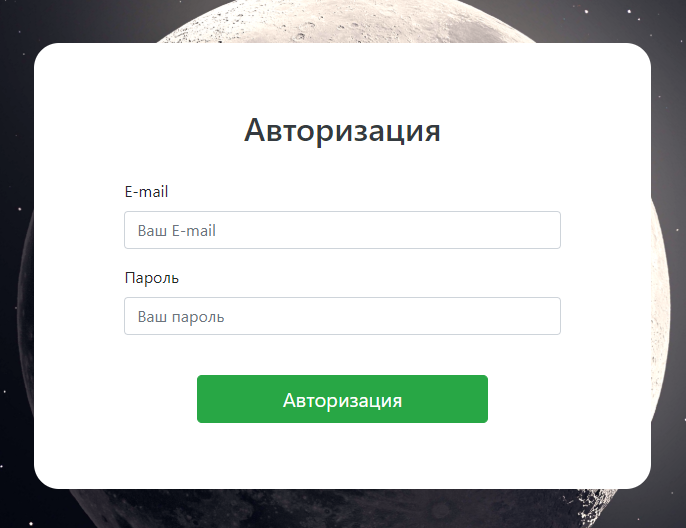 Авторизация
E-mail
Ваш E-mail
Пароль
Ваш пароль
Авторизация